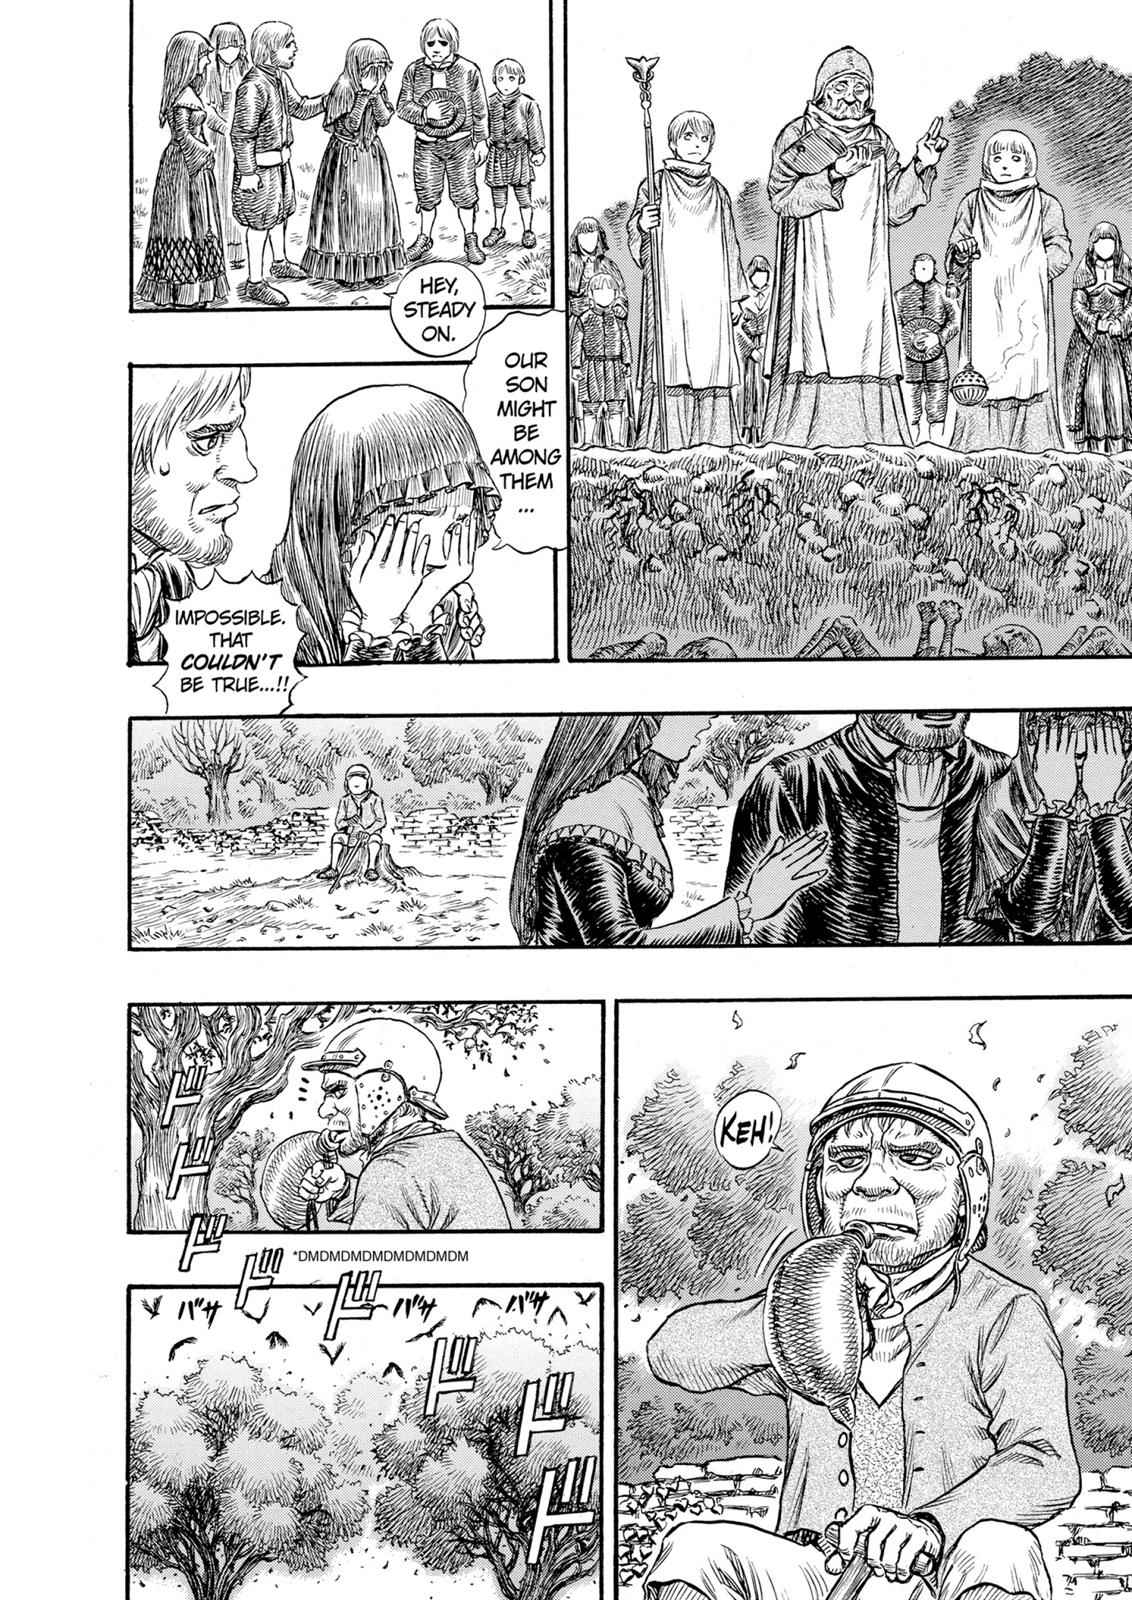 HEY,
STEADY
ON.
OUR
SON
MIGHT
BE
AMONG
THEM
...
IMPOSSIBLE.
THAT
COULDN'T
BE TRUE...!!
KEH!
ドドドドドドドド
*DMDMDMDMDMDMDMDM
バサ
バサ
バサ